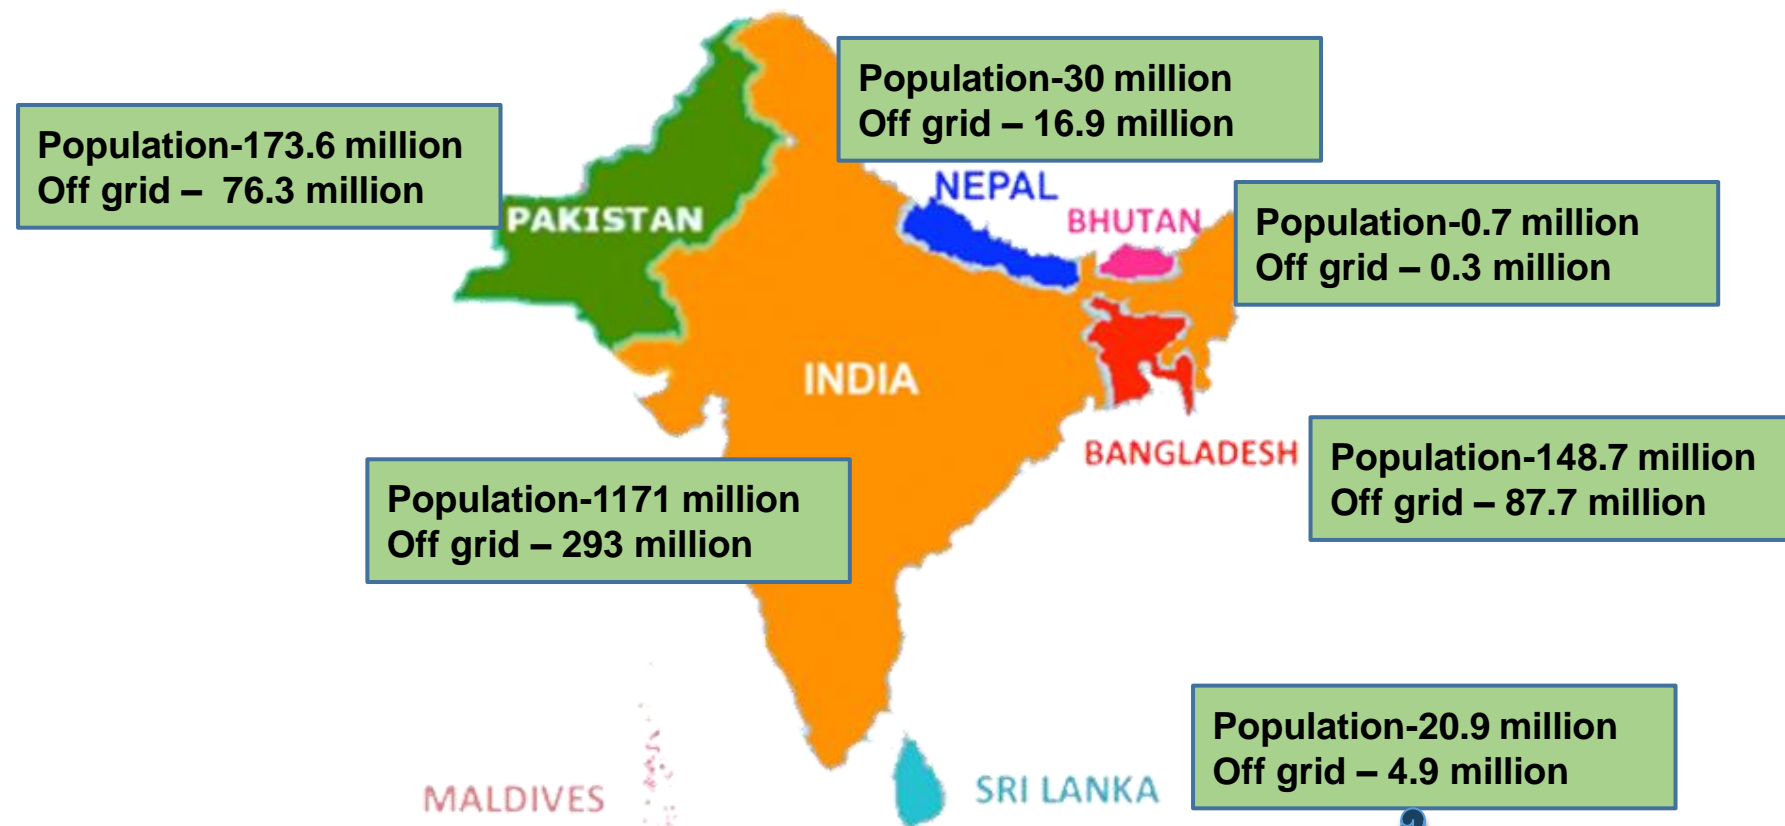 Population-30 million
Off grid – 16.9 million
Population-173.6 million
Off grid –  76.3 million
NEPAL
PAKISTAN
BHUTAN
Population-0.7 million
Off grid – 0.3 million
INDIA
BANGLADESH
Population-148.7 million
Off grid – 87.7 million
Population-1171 million
Off grid – 293 million
Population-20.9 million
Off grid – 4.9 million
MALDIVES
SRI LANKA